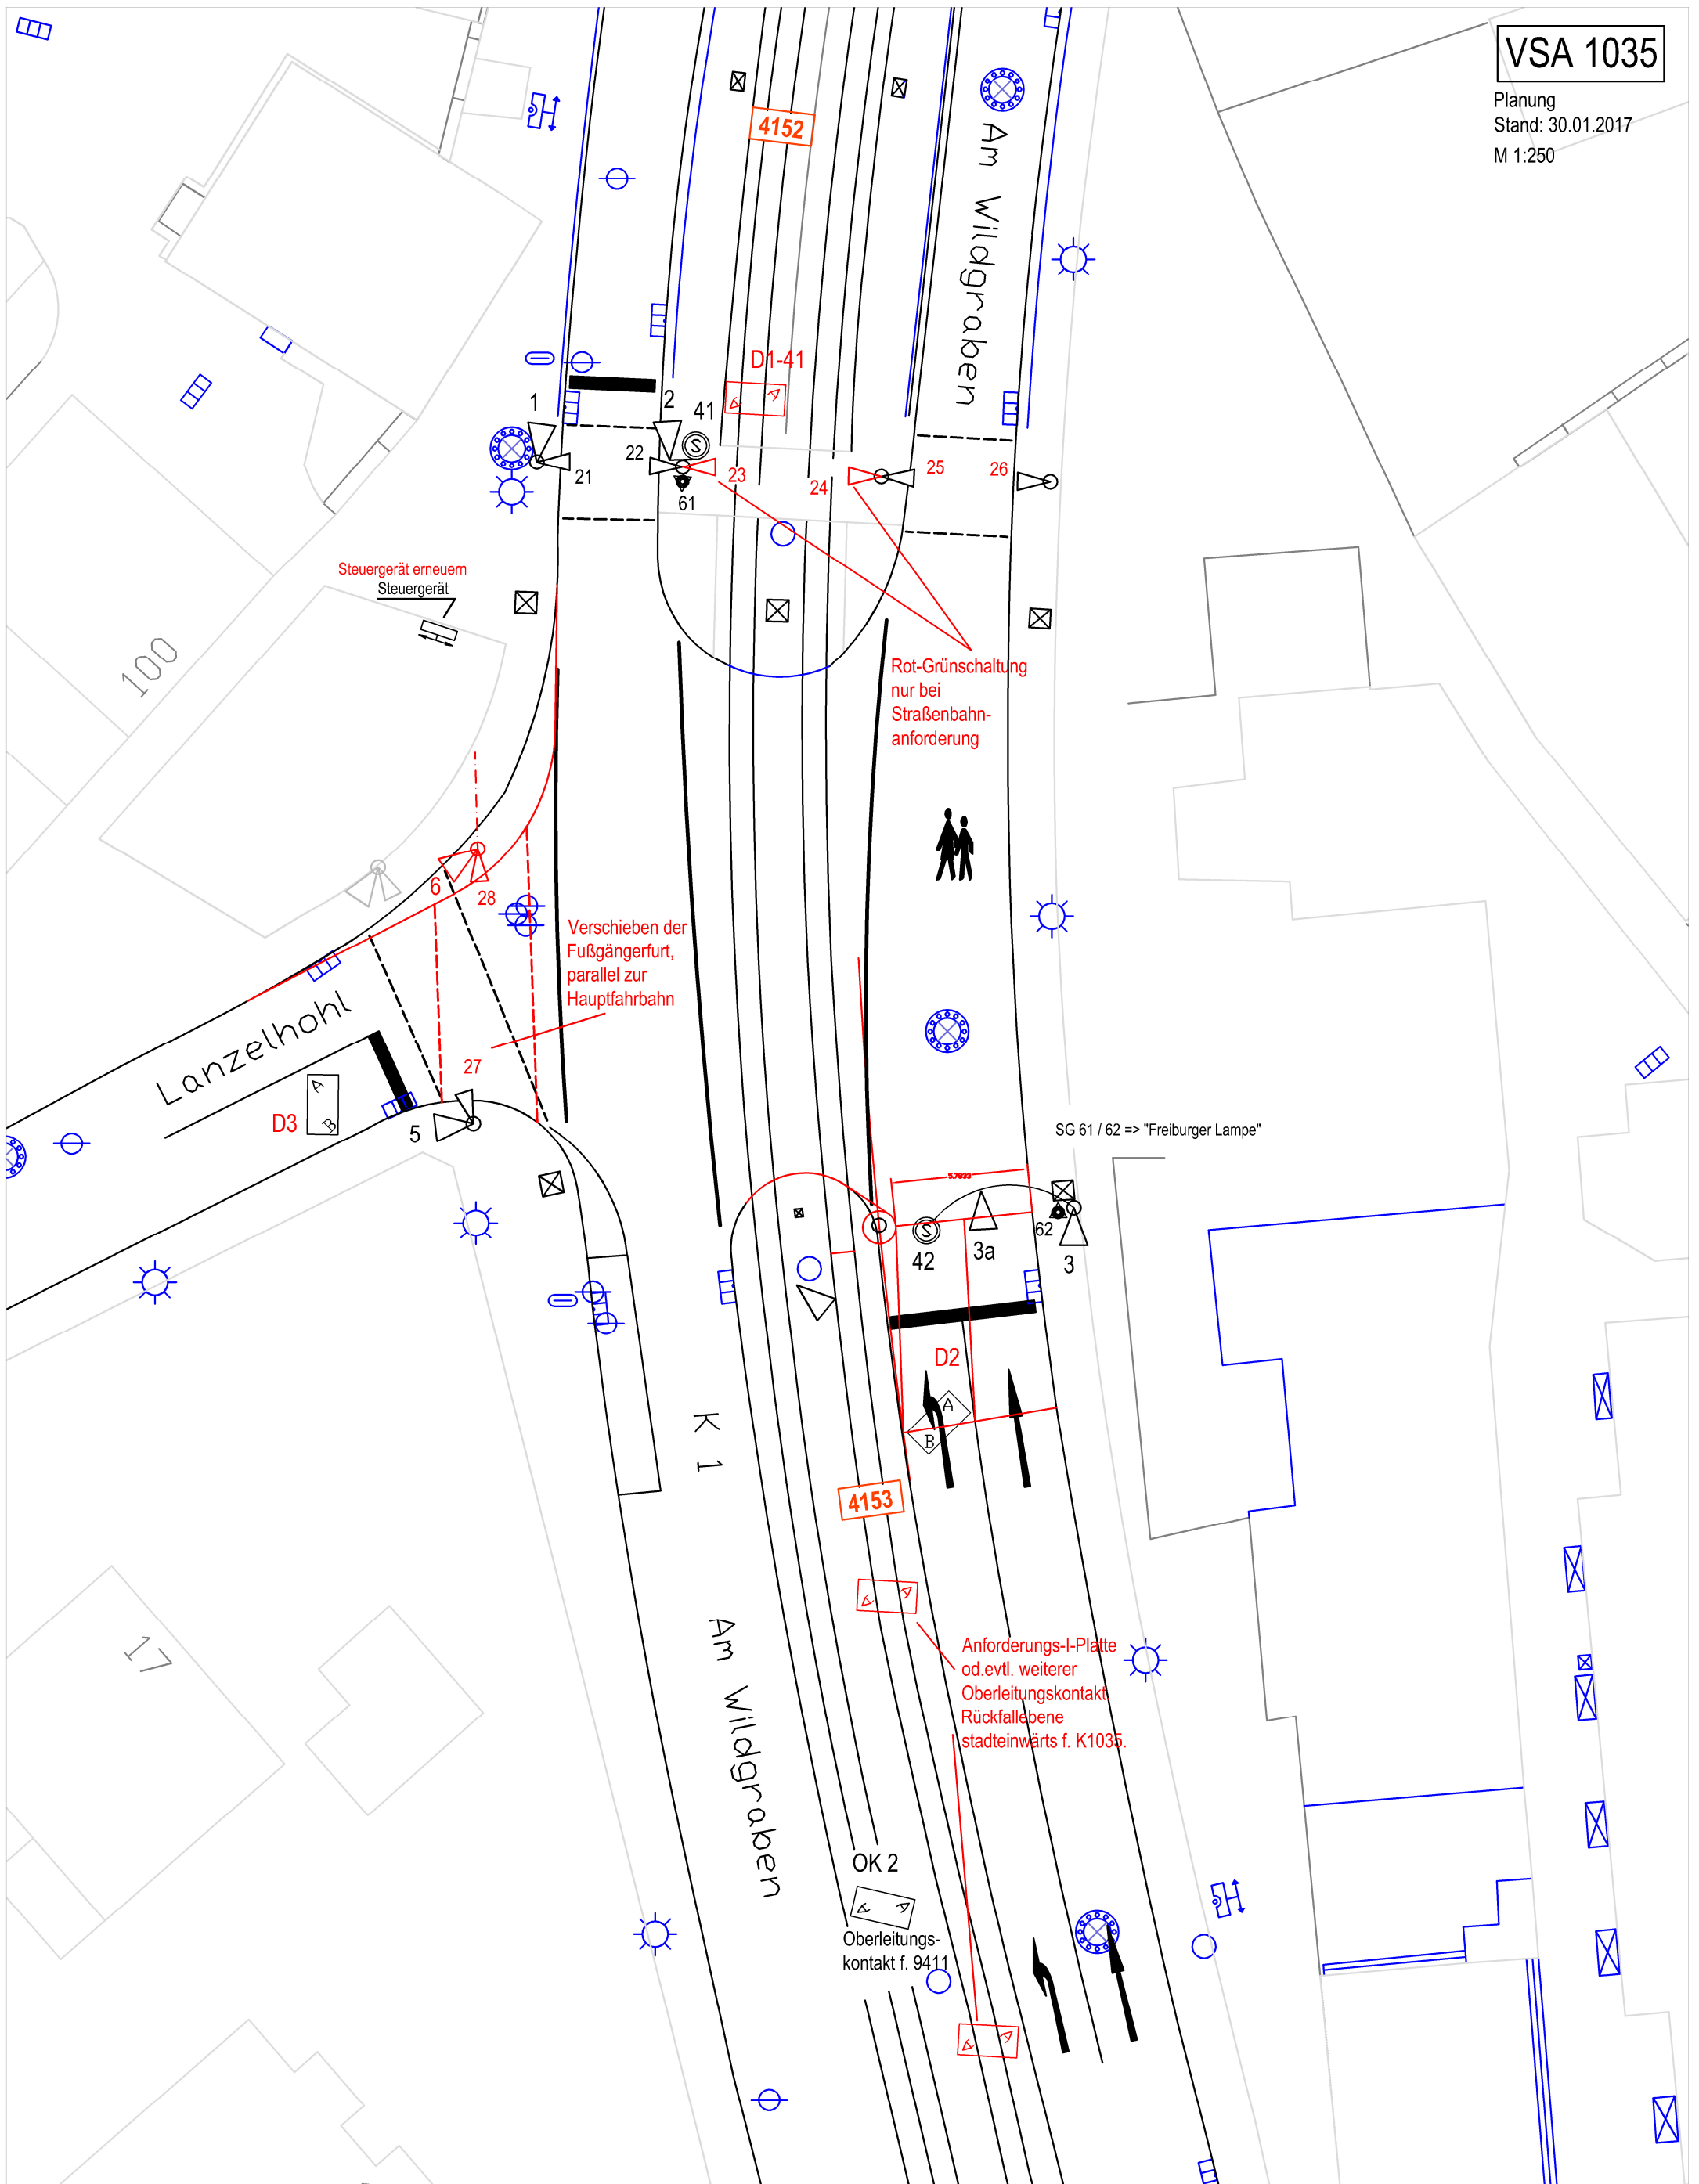 VSA 1035
Planung
Stand: 30.01.2017
M 1:250
4152
Am Wildgraben
D1-41
A A
1
2
41
S
21
22
23
24
25
26
61
Steuergerät erneuern
Steuergerät
100
Rot-Grünschaltung
nur bei
Straßenbahn-
anforderung
6
28
Verschieben der
Fußgängerfurt,
parallel zur
Hauptfahrbahn
Lanzelhohl
27
D3
A
B
5
SG 61 / 62 => "Freiburger Lampe"
5.7933
S
42
3a
62
3
D2
A
B
K 1
4153
A A
17
Am Wildgraben
Anforderungs-I-Platte
od.evtl. weiterer
Oberleitungskontakt.
Rückfallebene
stadteinwärts f. K1035.
OK 2
A A
Oberleitungs-
kontakt f. 9411
A A